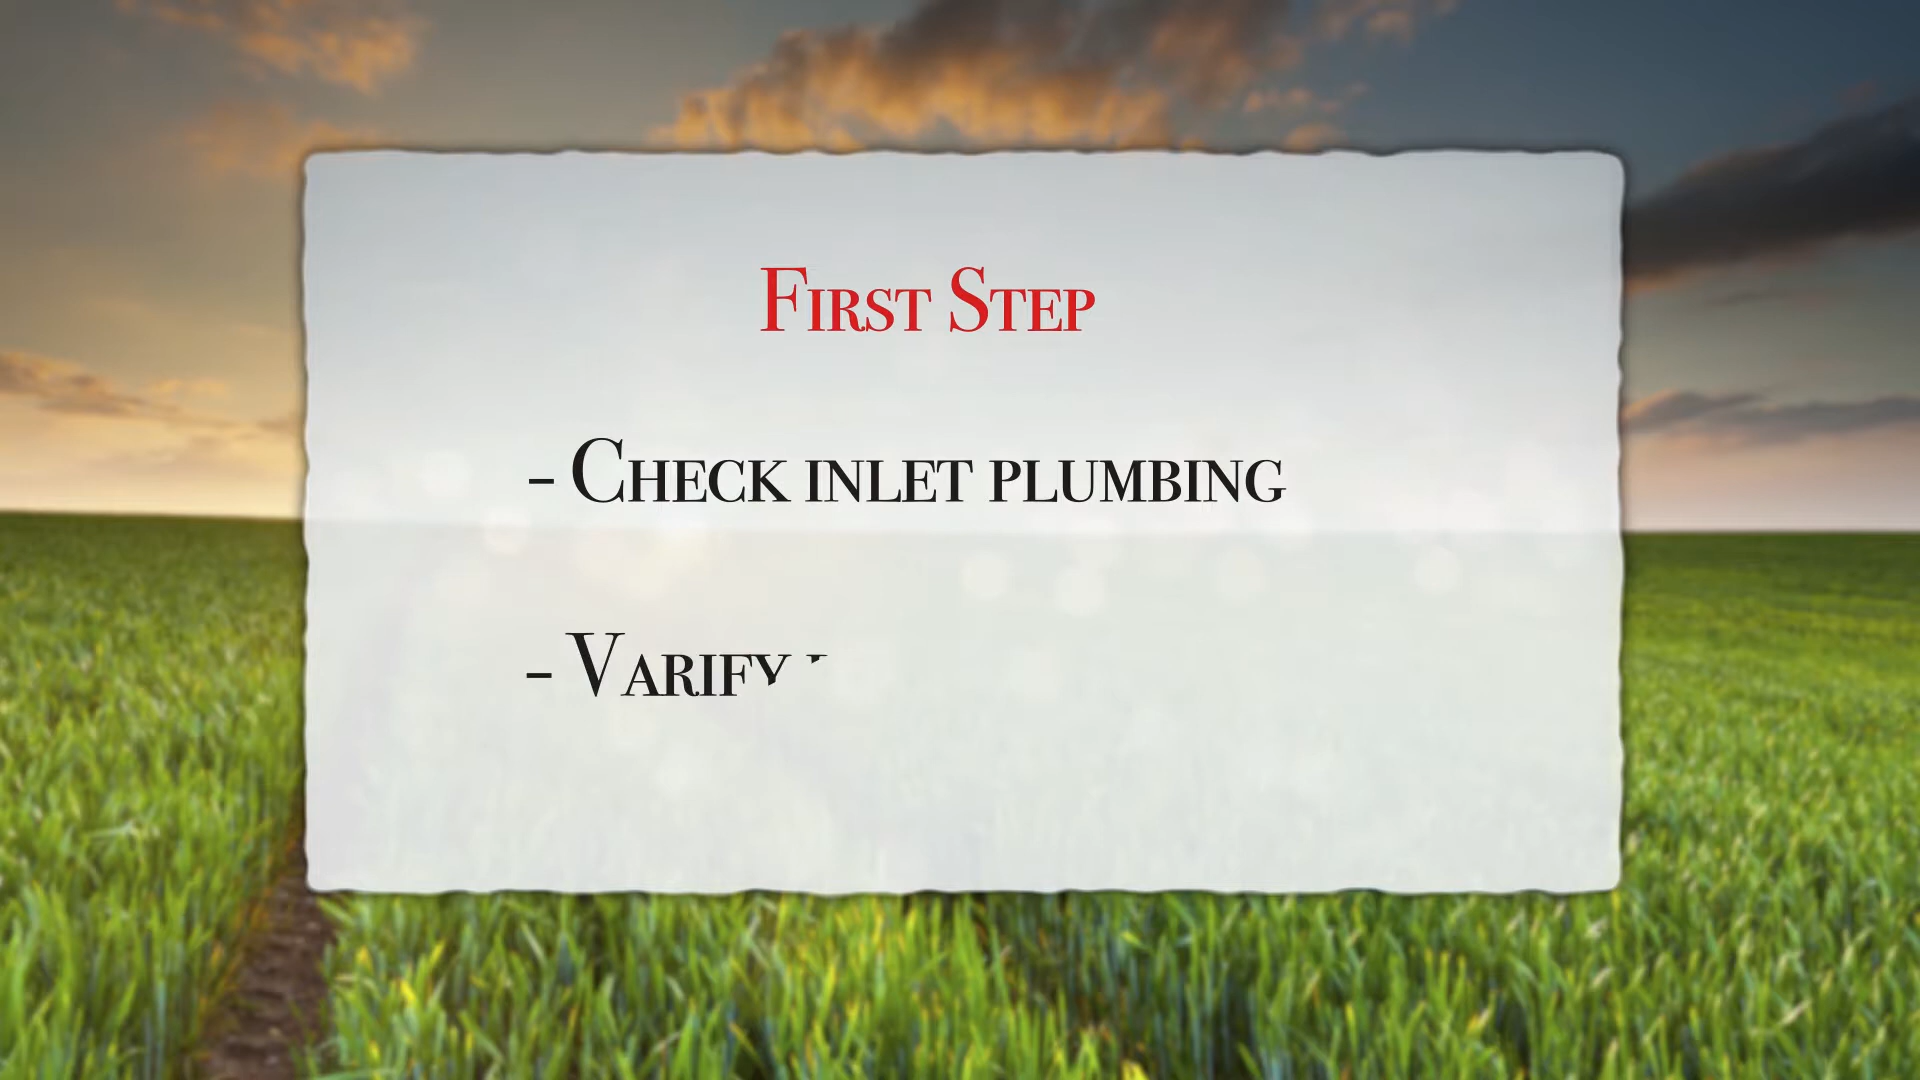 First Step
- Check inlet plumbing
- Varify